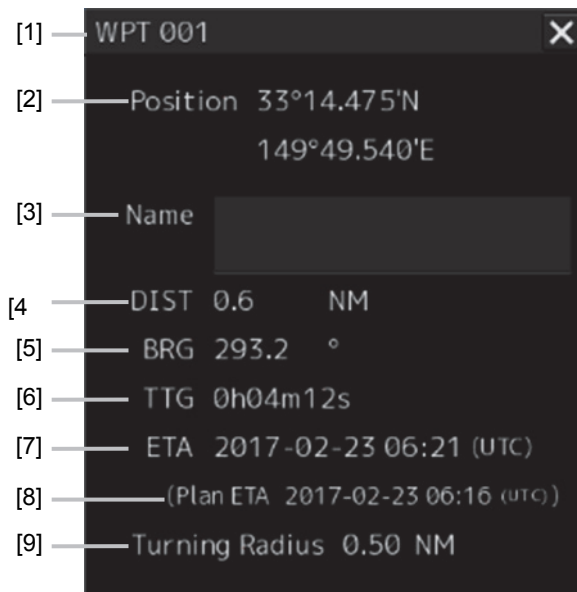 [1] WPT 001
[2] Position 33°14.475'N
149°49.540'E
[3] Name
[4 DIST 0.6 NM
[5] BRG 293.2 °
[6] TTG 0h04m12s
[7] ETA 2017-02-23 06:21 (UTC)
[8] (Plan ETA 2017-02-23 06:16 (UTC))
[9] Turning Radius 0.50 NM